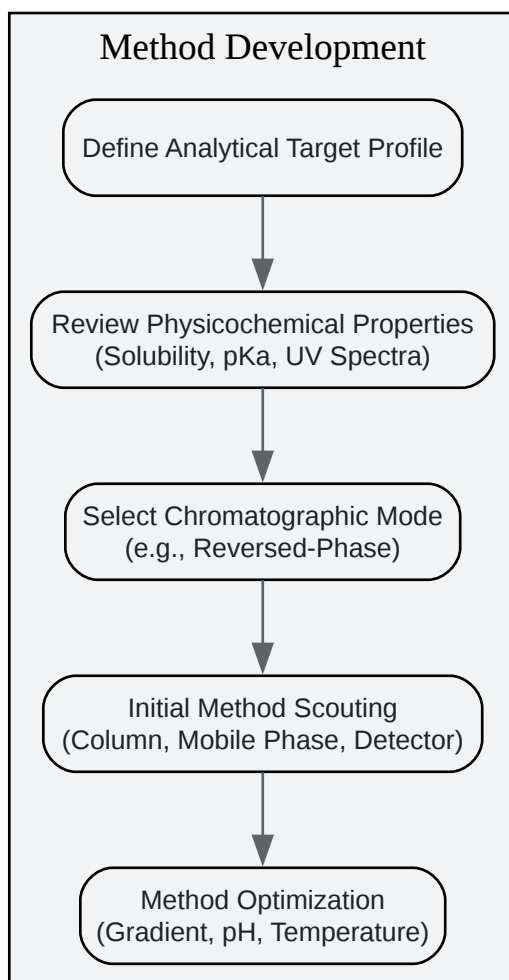 Method Development
Define Analytical Target Profile
Review Physicochemical Properties
(Solubility, pKa, UV Spectra)
Select Chromatographic Mode
(e.g., Reversed-Phase)
Initial Method Scouting
(Column, Mobile Phase, Detector)
Method Optimization
(Gradient, pH, Temperature)